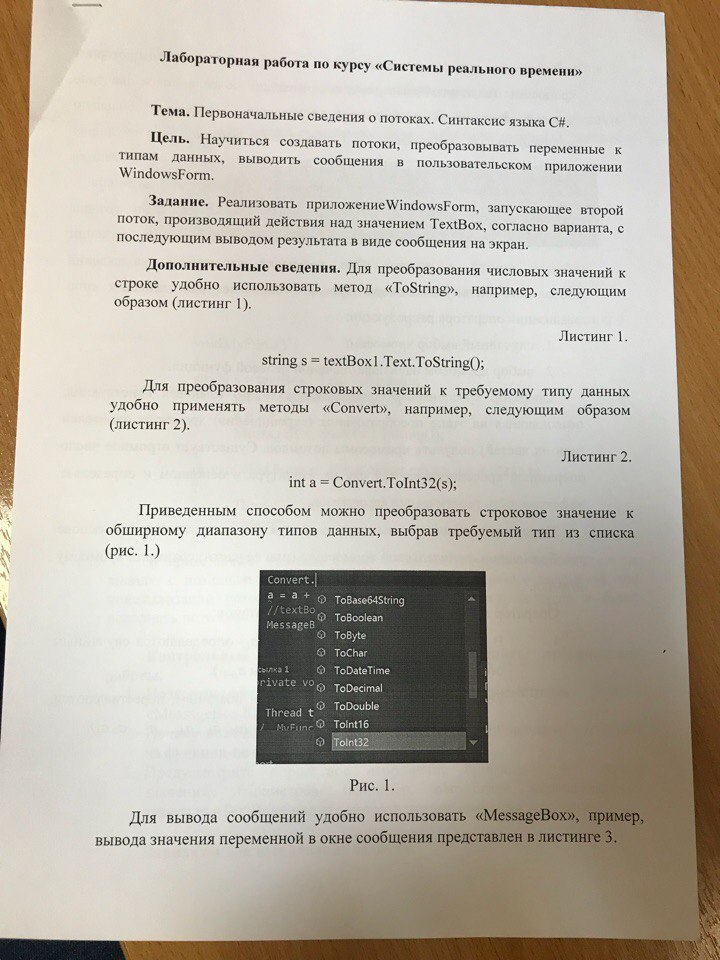 Лабораторная работа по курсу «Системы реального времени»
Тема. Первоначальные сведения о потоках. Синтаксис языка C#.
Цель. Научиться создавать потоки, преобразовывать переменные к
типам данных, выводить сообщения в пользовательском приложении
WindowsForm.
Задание. Реализовать приложениеWindowsForm, запускающее второй
поток, производящий действия над значением TextBox, согласно варианта, с
последующим выводом результата в виде сообщения на экран.
Дополнительные сведения. Для преобразования числовых значений к
строке удобно использовать метод «ToString», например, следующим
образом (листинг 1).
Листинг 1.
string s = textBox1.Text.ToString();
Для преобразования строковых значений к требуемому типу данных
удобно применять методы «Convert», например, следующим образом
(листинг 2).
Листинг 2.
int a = Convert.ToInt32(s);
Приведенным способом можно преобразовать строковое значение к
обширному диапазону типов данных, выбрав требуемый тип из списка
(рис. 1.)
Convert.
a = a +
ToBase64String
//textBo
ToBoolean
MessageB
ToByte
ToChar
сылка 1
ToDateTime
rivate vo
ToDecimal
ToDouble
Thread t
ToInt16
// MyFunc
ToInt32
Рис. 1.
Для вывода сообщений удобно использовать «MessageBox», пример,
вывода значения переменной в окне сообщения представлен в листинге 3.